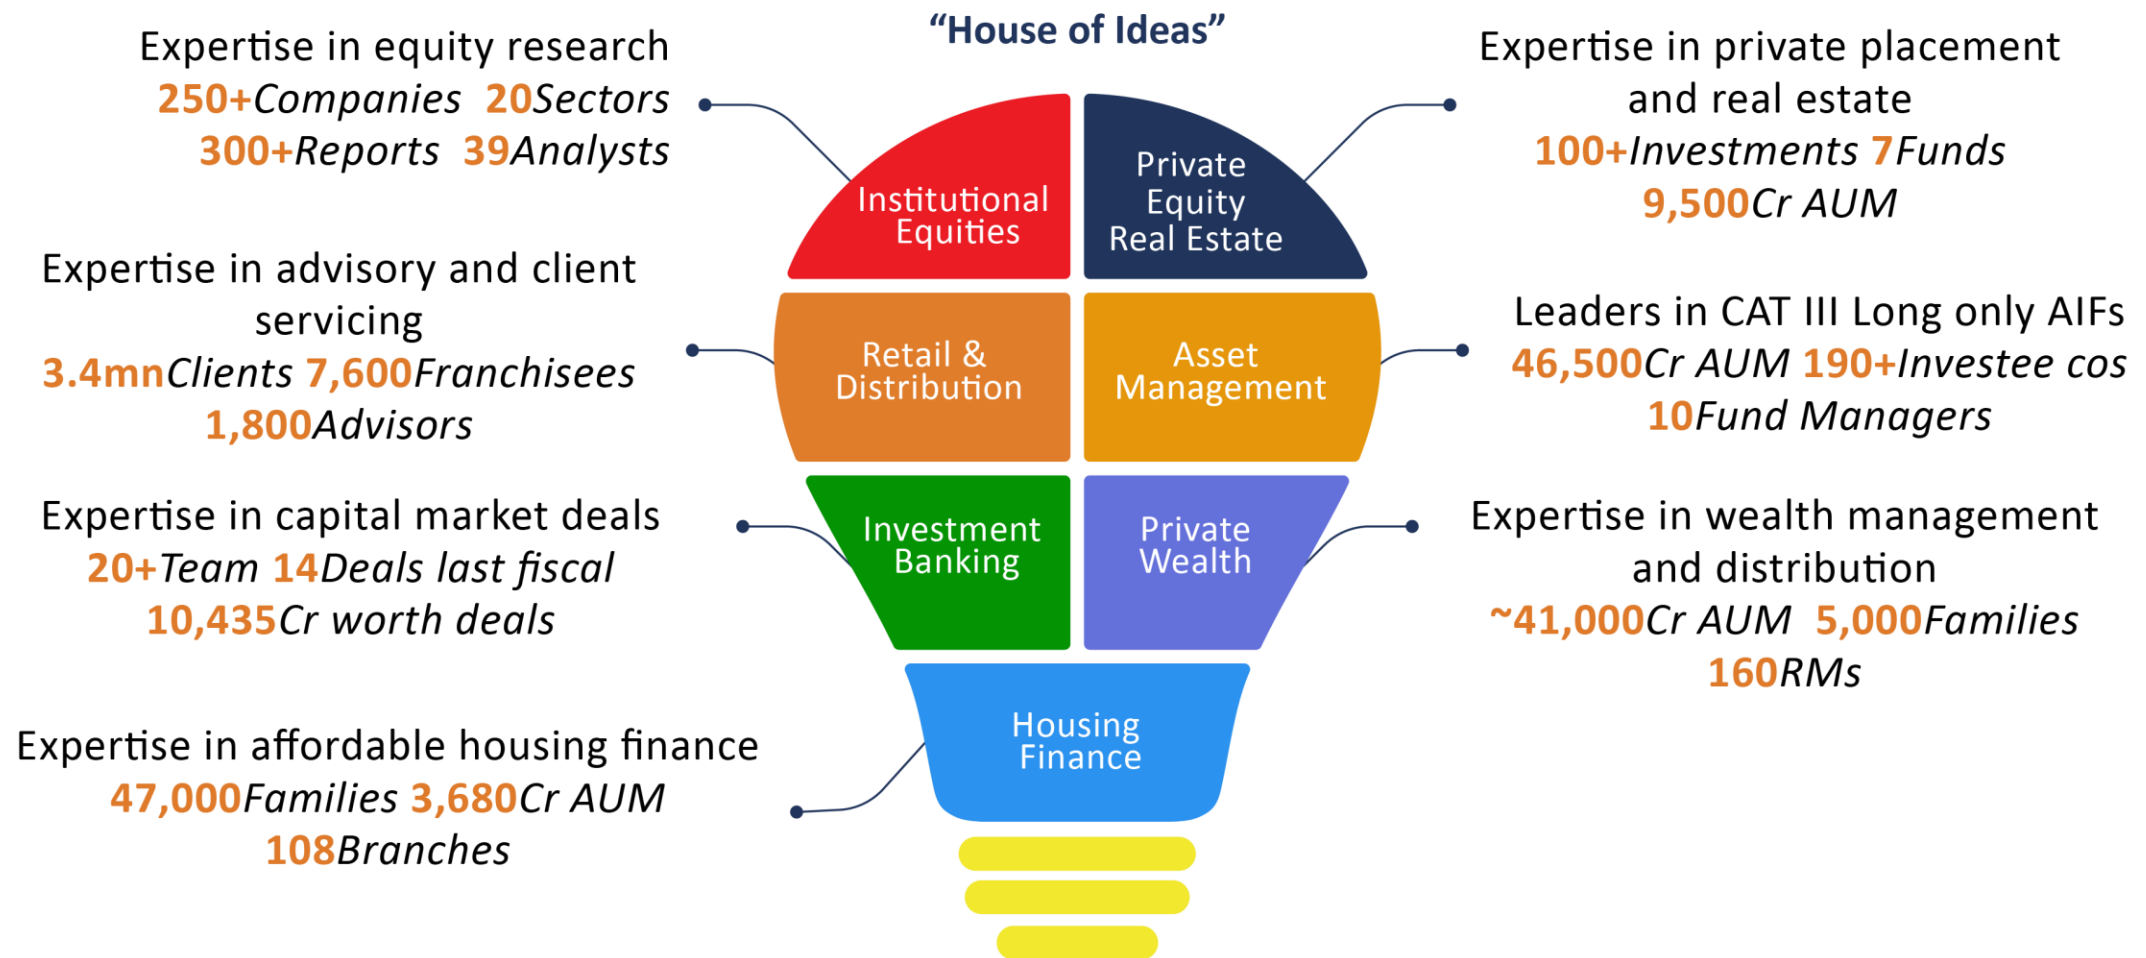 “House of Ideas”
Expertise in equity research
250+Companies 20Sectors
300+Reports 39Analysts
Expertise in advisory and client
servicing
3.4mnClients 7,600Franchisees
1,800Advisors
Expertise in capital market deals
20+Team 14Deals last fiscal
10,435Cr worth deals
Expertise in affordable housing finance
47,000Families 3,680Cr AUM
108Branches
Institutional
Equities
Private
Equity
Real Estate
Retail &
Distribution
Asset
Management
Investment
Banking
Private
Wealth
Housing
Finance
Expertise in private placement
and real estate
100+Investments 7Funds
9,500Cr AUM
Leaders in CAT III Long only AIFs
46,500Cr AUM 190+Investee cos
10Fund Managers
Expertise in wealth management
and distribution
~41,000Cr AUM 5,000Families
160RMs